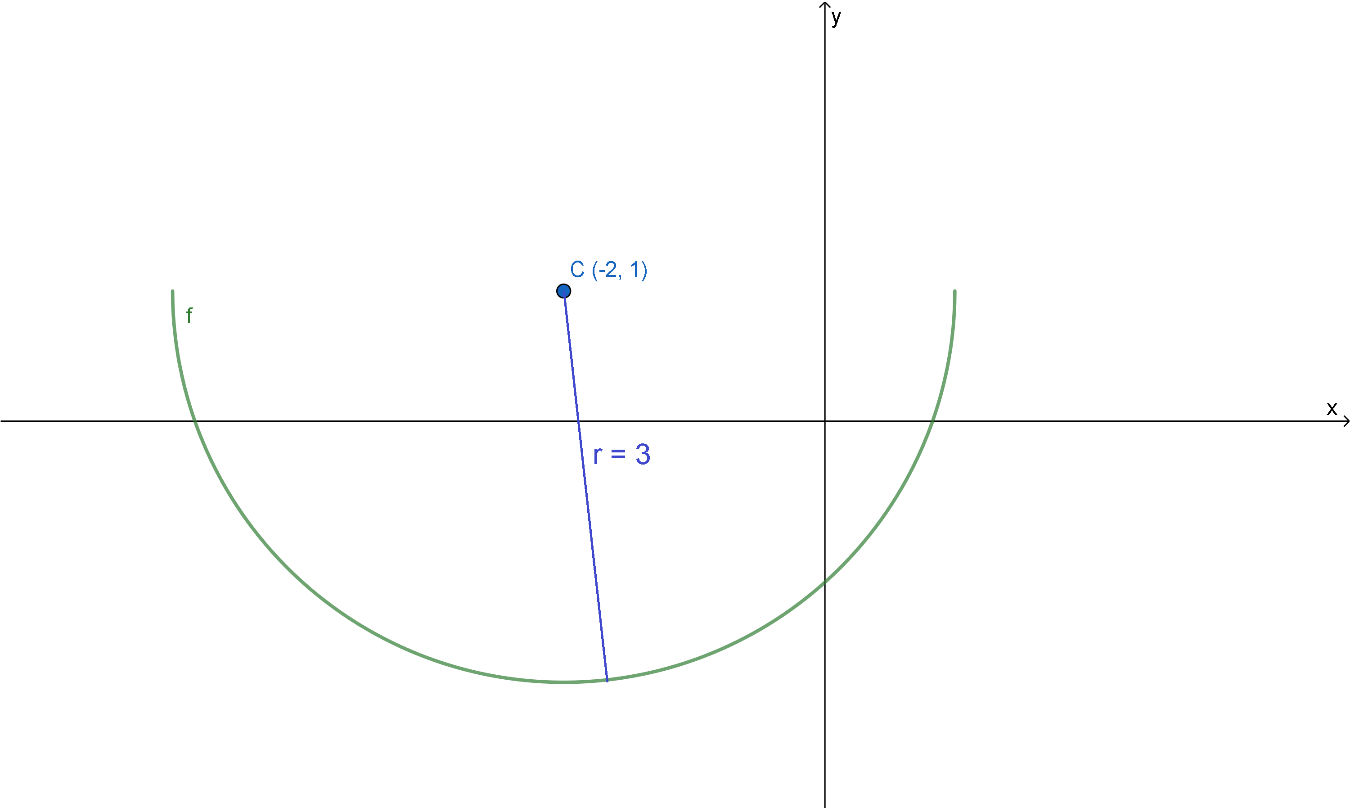 y
C (-2, 1)
f
x
r = 3